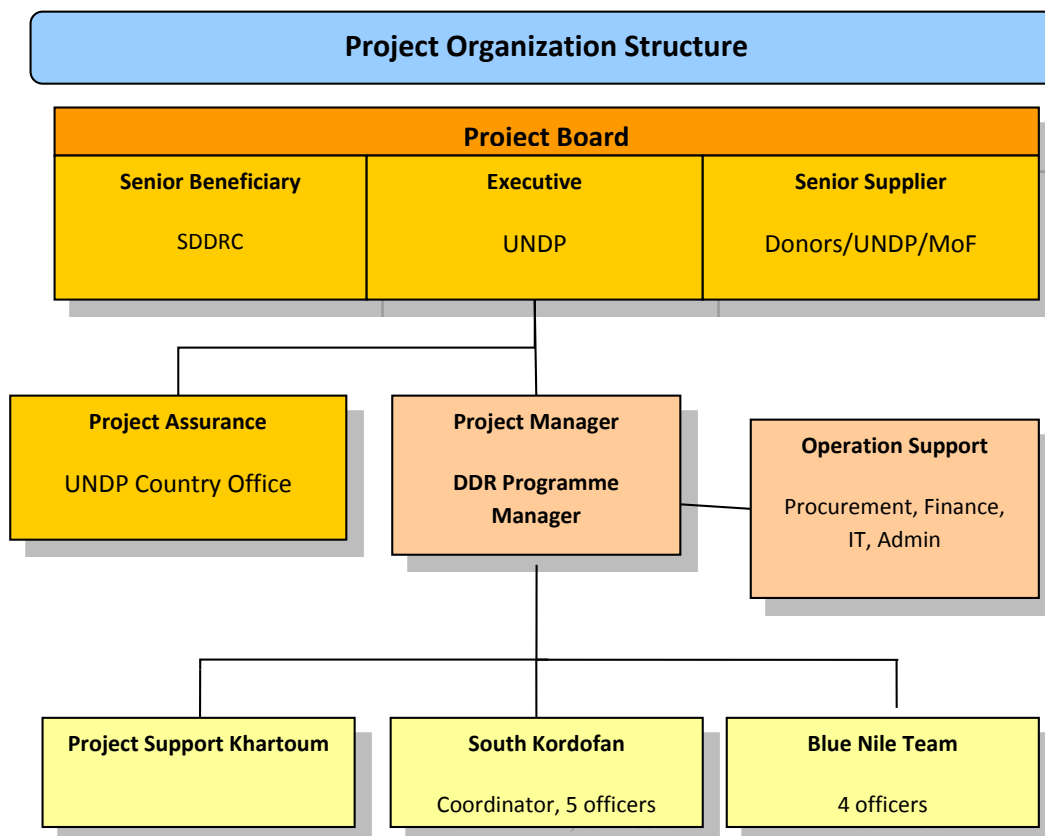 Project Organization Structure
Project Board
Senior Beneficiary
SDDRC
Executive
UNDP
Senior Supplier
Donors/UNDP/MoF
Project Assurance
UNDP Country Office
Project Manager
DDR Programme
Manager
Operation Support
Procurement, Finance,
IT, Admin
Project Support Khartoum
South Kordofan
Coordinator, 5 officers
Blue Nile Team
4 officers